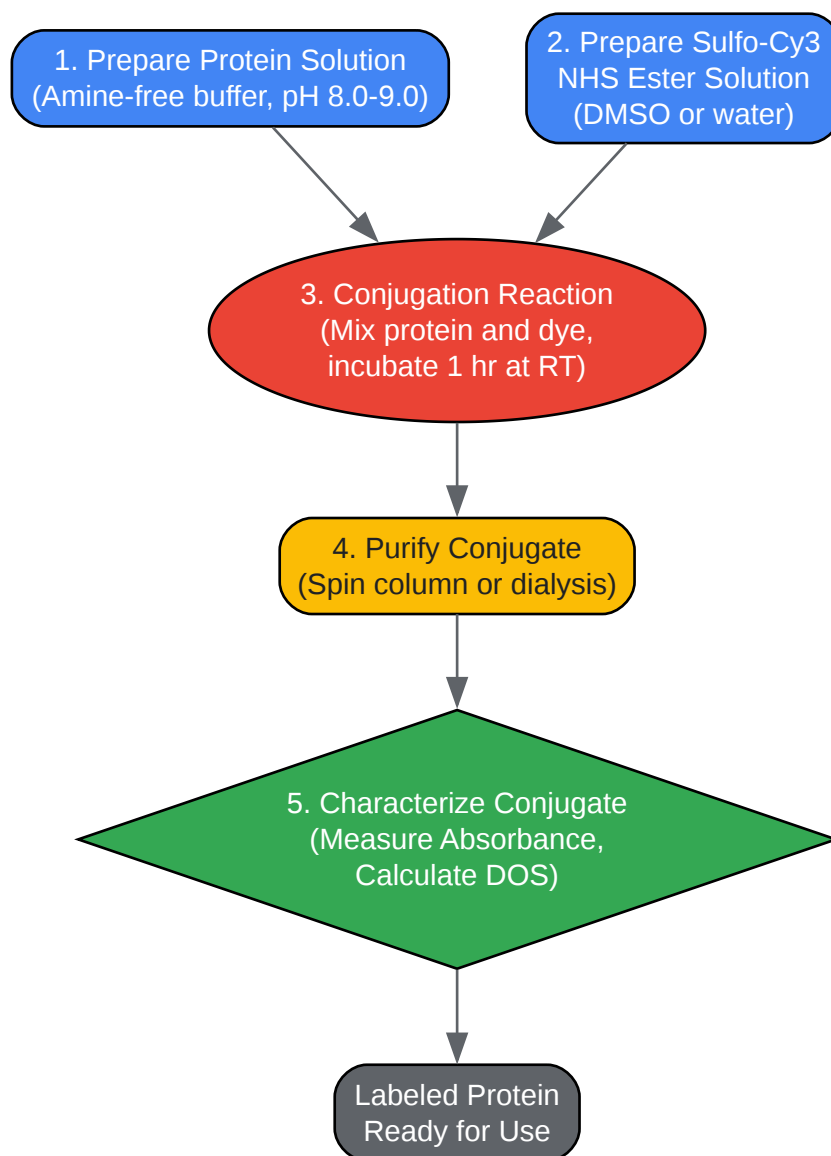 1. Prepare Protein Solution
(Amine-free buffer, pH 8.0-9.0)
2. Prepare Sulfo-Cy3
NHS Ester Solution
(DMSO or water)
3. Conjugation Reaction
(Mix protein and dye,
incubate 1 hr at RT)
4. Purify Conjugate
(Spin column or dialysis)
5. Characterize Conjugate
(Measure Absorbance,
Calculate DOS)
Labeled Protein
Ready for Use